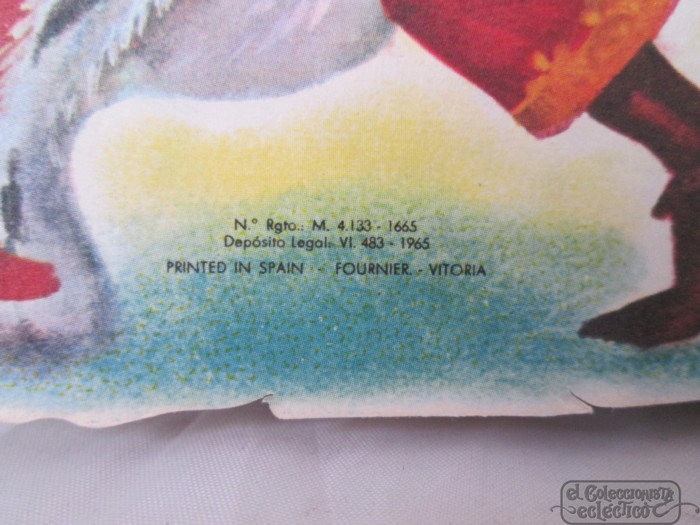 N.° Rgto.: M. 4.133 - 1665
Depósito Legal: VI. 483 - 1965
PRINTED IN SPAIN - FOURNIER. - VITORIA
el Coleccionista
ecléctico